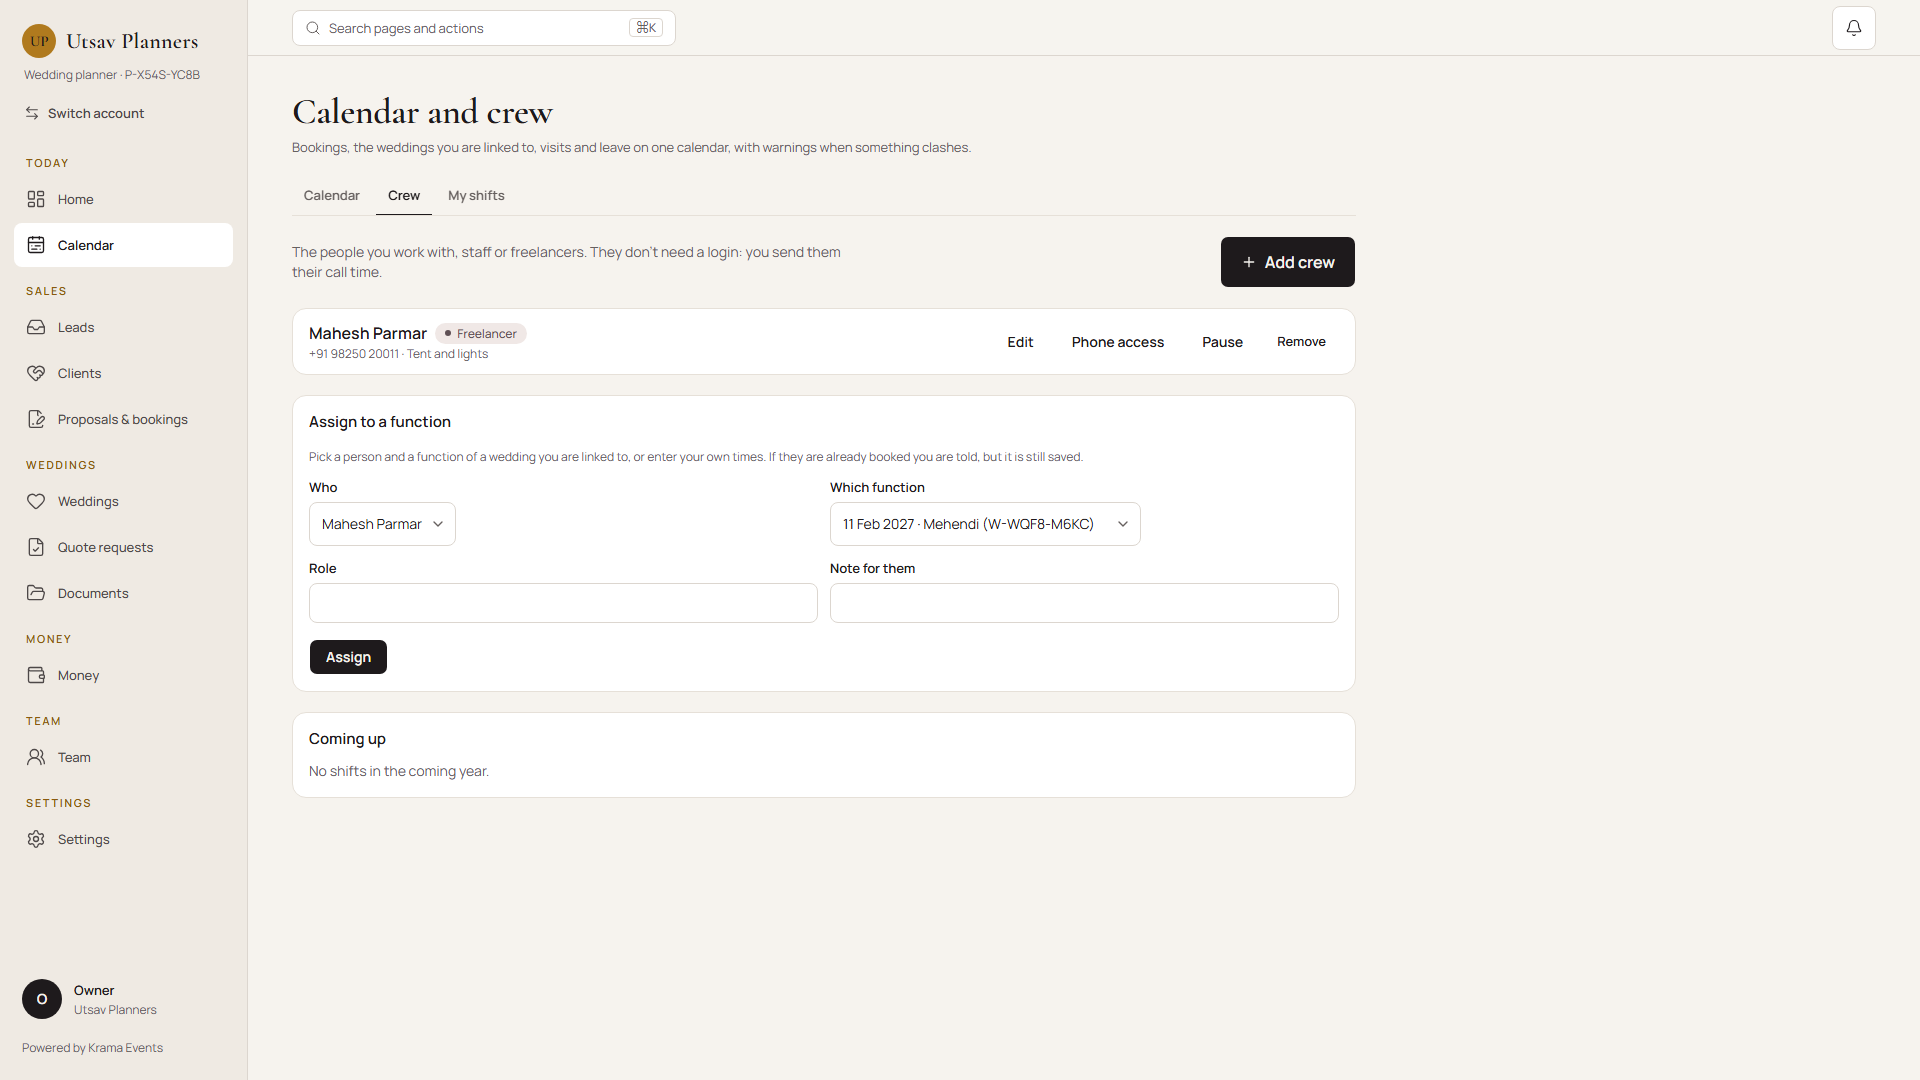 UP Utsav Planners
Wedding planner · P-X54S-YC8B
Switch account
TODAY
Home
Calendar
SALES
Leads
Clients
Proposals & bookings
WEDDINGS
Weddings
Quote requests
Documents
MONEY
Money
TEAM
Team
SETTINGS
Settings
O
Owner
Utsav Planners
Powered by Krama Events
Search pages and actions ⌘K
Calendar and crew
Bookings, the weddings you are linked to, visits and leave on one calendar, with warnings when something clashes.
Calendar Crew My shifts
The people you work with, staff or freelancers. They don't need a login: you send them
their call time.
+ Add crew
Mahesh Parmar Freelancer
+91 98250 20011 · Tent and lights
Edit Phone access Pause Remove
Assign to a function
Pick a person and a function of a wedding you are linked to, or enter your own times. If they are already booked you are told, but it is still saved.
Who Which function
Mahesh Parmar 11 Feb 2027 · Mehendi (W-WQF8-M6KC)
Role Note for them
Assign
Coming up
No shifts in the coming year.